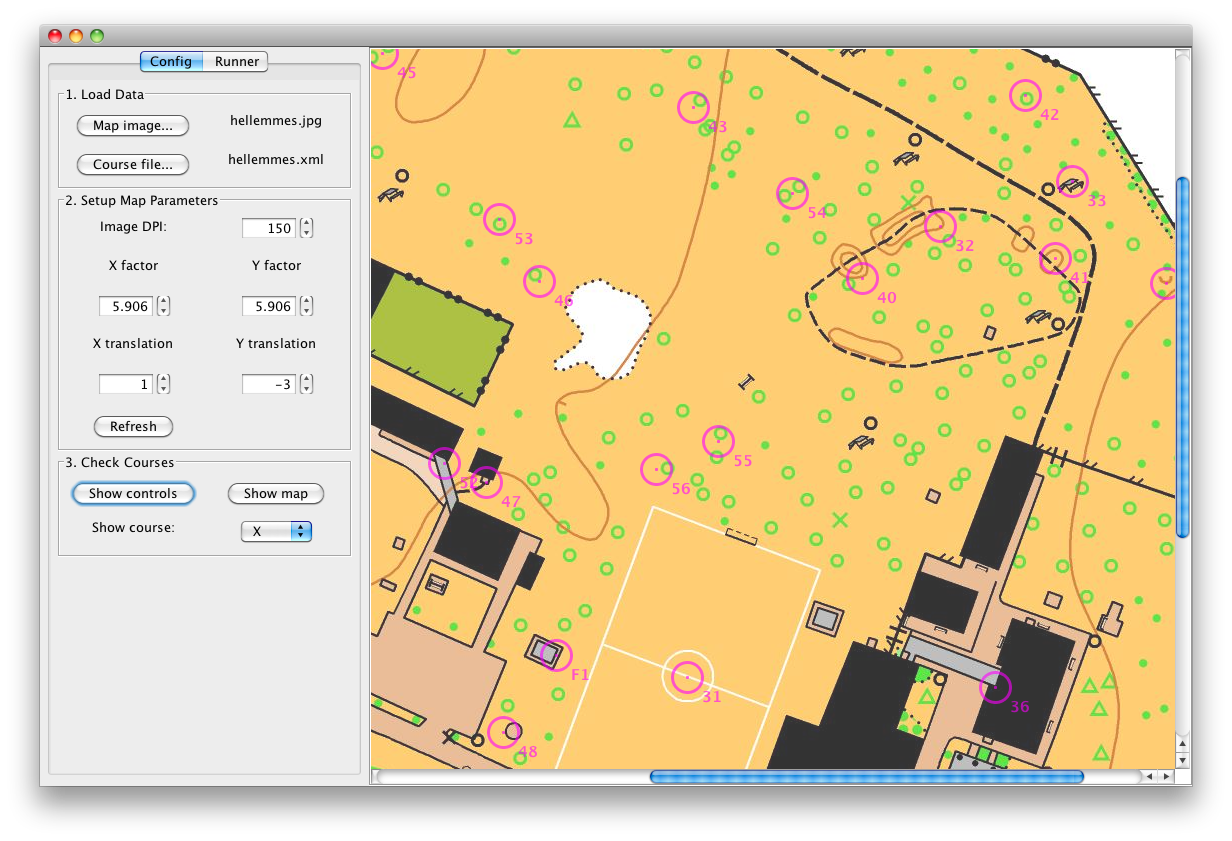 Config Runner
1. Load Data
Map image... hellemmes.jpg
Course file... hellemmes.xml
2. Setup Map Parameters
Image DPI: 150
X factor Y factor
5.906 5.906
X translation Y translation
1 −3
Refresh
3. Check Courses
Show controls Show map
Show course: X
45
43
42
33
54
53
32
41
46
40
55
56
47
F1
31
36
48